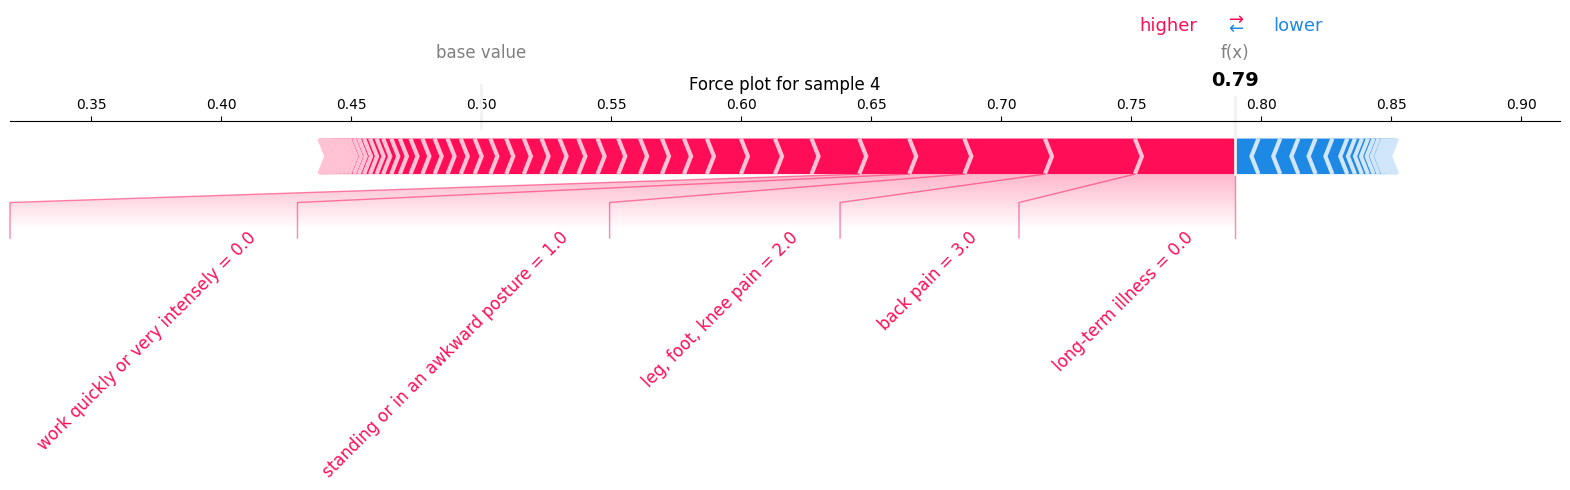 higher ⇄ lower
base value
f(x)
Force plot for sample 4
0.79
0.35 0.40 0.45 0.50 0.55 0.60 0.65 0.70 0.75 0.80 0.85 0.90
work quickly or very intensely = 0.0
standing or in an awkward posture = 1.0
leg, foot, knee pain = 2.0
back pain = 3.0
long-term illness = 0.0